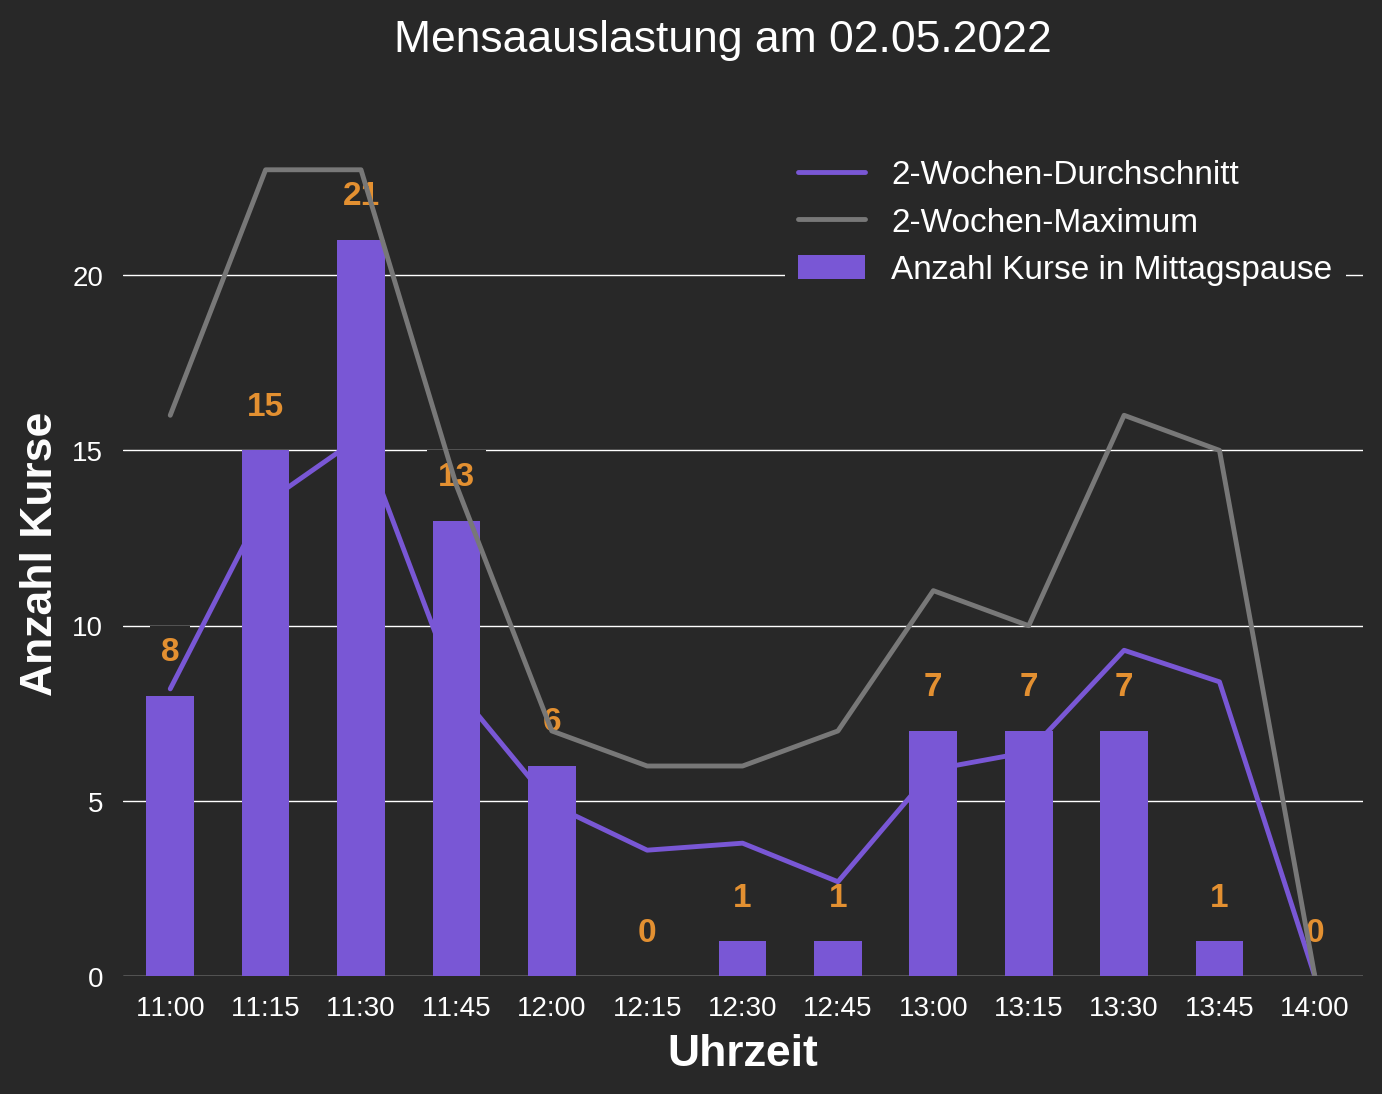 Mensaauslastung am 02.05.2022
2-Wochen-Durchschnitt
2-Wochen-Maximum
Anzahl Kurse in Mittagspause
Anzahl Kurse
20
15
10
5
0
8
15
21
13
6
0
1
1
7
7
7
1
0
11:00 11:15 11:30 11:45 12:00 12:15 12:30 12:45 13:00 13:15 13:30 13:45 14:00
Uhrzeit